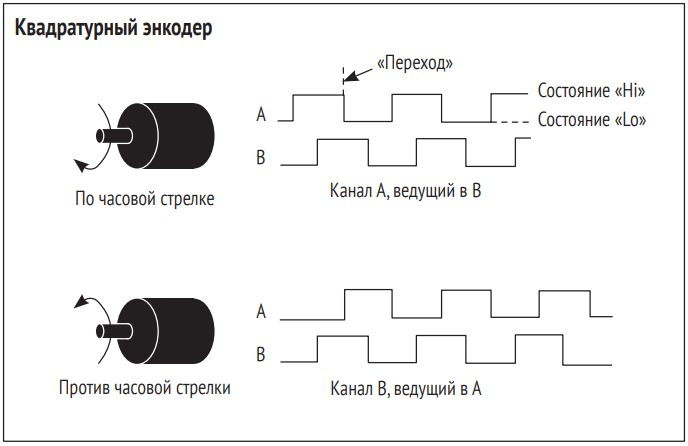 Квадратурный энкодер
«Переход»
A
Состояние «Hi»
Состояние «Lo»
B
По часовой стрелке
Канал A, ведущий в B
A
B
Против часовой стрелки
Канал B, ведущий в A